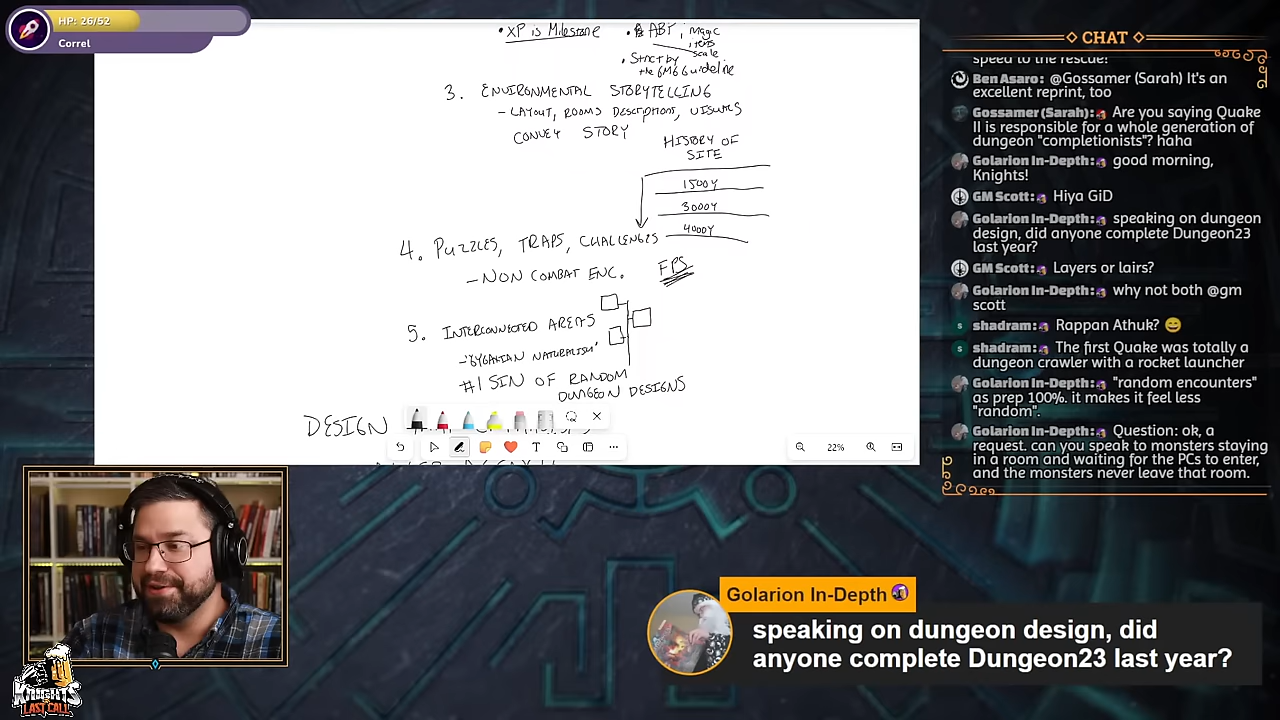 HP: 26/52
Correl
• XP is Milestone
• ABP ; Magic
items
scale
• Strict by
the GMG Guideline
3. ENVIRONMENTAL STORYTELLING
- LAYOUT, ROOMS DESCRIPTIONS, VISUALS
CONVEY STORY
HISTORY OF
SITE
1500Y
3000Y
4000Y
4. PUZZLES, TRAPS, CHALLENGES
- NON COMBAT ENC.
FPS
5. INTERCONNECTED AREAS
- 'GYGAXIAN NATURALISM'
#1 SIN OF RANDOM
DUNGEON DESIGNS
DESIGN
22%
CHAT
speed to the rescue!
Ben Asaro: @Gossamer (Sarah) It's an
excellent reprint, too
Gossamer (Sarah): Are you saying Quake
II is responsible for a whole generation of
dungeon "completionists"? haha
Golarion In-Depth: good morning,
Knights!
GM Scott: Hiya GiD
Golarion In-Depth: speaking on dungeon
design, did anyone complete Dungeon23
last year?
GM Scott: Layers or lairs?
Golarion In-Depth: why not both @gm
scott
s shadram: Rappan Athuk? 😄
s shadram: The first Quake was totally a
dungeon crawler with a rocket launcher
Golarion In-Depth: "random encounters"
as prep 100%. it makes it feel less
"random".
Golarion In-Depth: Question: ok, a
request. can you speak to monsters staying
in a room and waiting for the PCs to enter,
and the monsters never leave that room.
Golarion In-Depth
speaking on dungeon design, did
anyone complete Dungeon23 last year?
KNIGHTS
LAST CALL